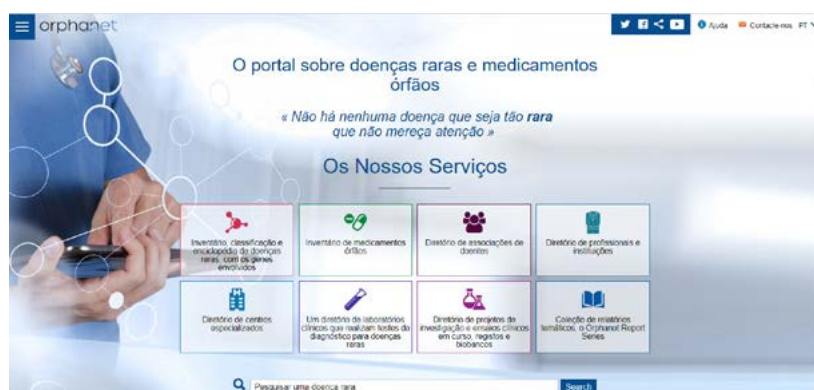 orphanet
Ajuda
Contacte-nos
PT
O portal sobre doenças raras e medicamentos
órfãos
« Não há nenhuma doença que seja tão rara
que não mereça atenção »
Os Nossos Serviços
Inventário, classificação e
enciclopédia de doenças
raras, com os genes
envolvidos
Inventário de medicamentos
órfãos
Diretório de associações de
doentes
Diretório de profissionais e
instituições
Diretório de centros
especializados
Um diretório de laboratórios
clínicos que realizam testes de
diagnóstico para doenças
raras
Diretório de projetos de
investigação e ensaios clínicos
em curso, registos e
biobancos
Coleção de relatórios
temáticos, o Orphanet Report
Series
Pesquisar uma doença rara
Search